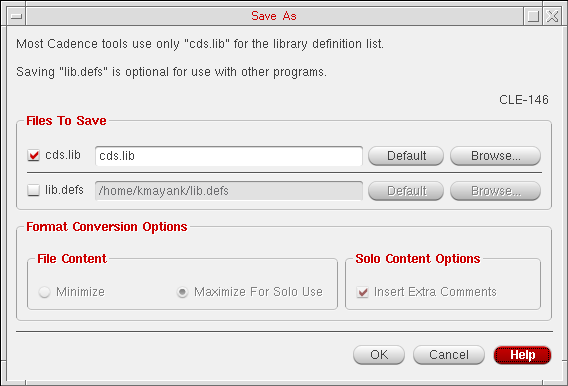 Save As
Most Cadence tools use only "cds.lib" for the library definition list.
Saving "lib.defs" is optional for use with other programs.
CLE-146
Files To Save
cds.lib cds.lib Default Browse...
lib.defs /home/kmayank/lib.defs Default Browse...
Format Conversion Options
File Content Solo Content Options
Minimize Maximize For Solo Use Insert Extra Comments
OK Cancel Help